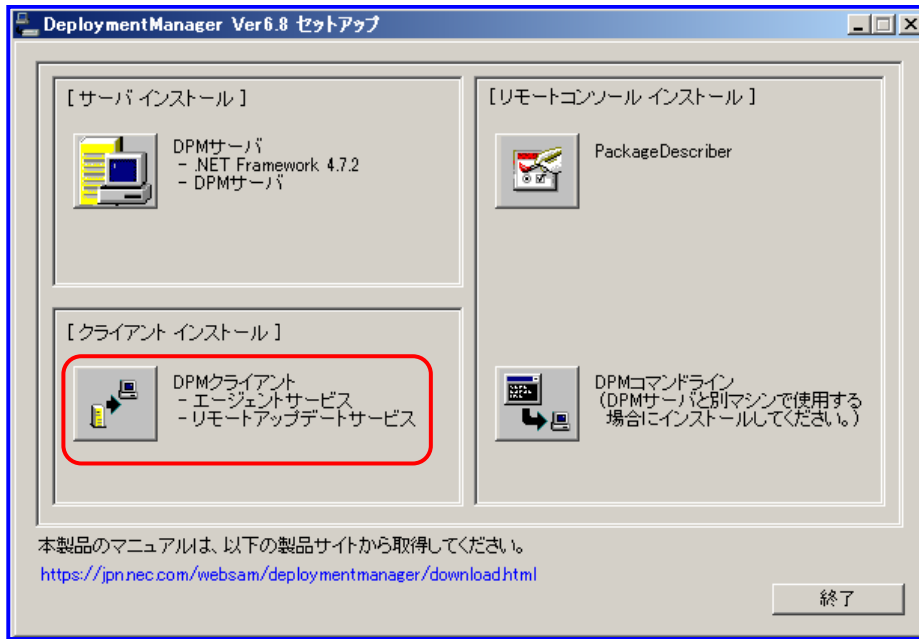 DeploymentManager Ver6.8 セットアップ
[ サーバ インストール ]
DPMサーバ
- .NET Framework 4.7.2
- DPMサーバ
[ クライアント インストール ]
DPMクライアント
- エージェントサービス
- リモートアップデートサービス
[ リモートコンソール インストール ]
PackageDescriber
DPMコマンドライン
（DPMサーバと別マシンで使用する
場合にインストールしてください。）
本製品のマニュアルは、以下の製品サイトから取得してください。
https://jpn.nec.com/websam/deploymentmanager/download.html
終了